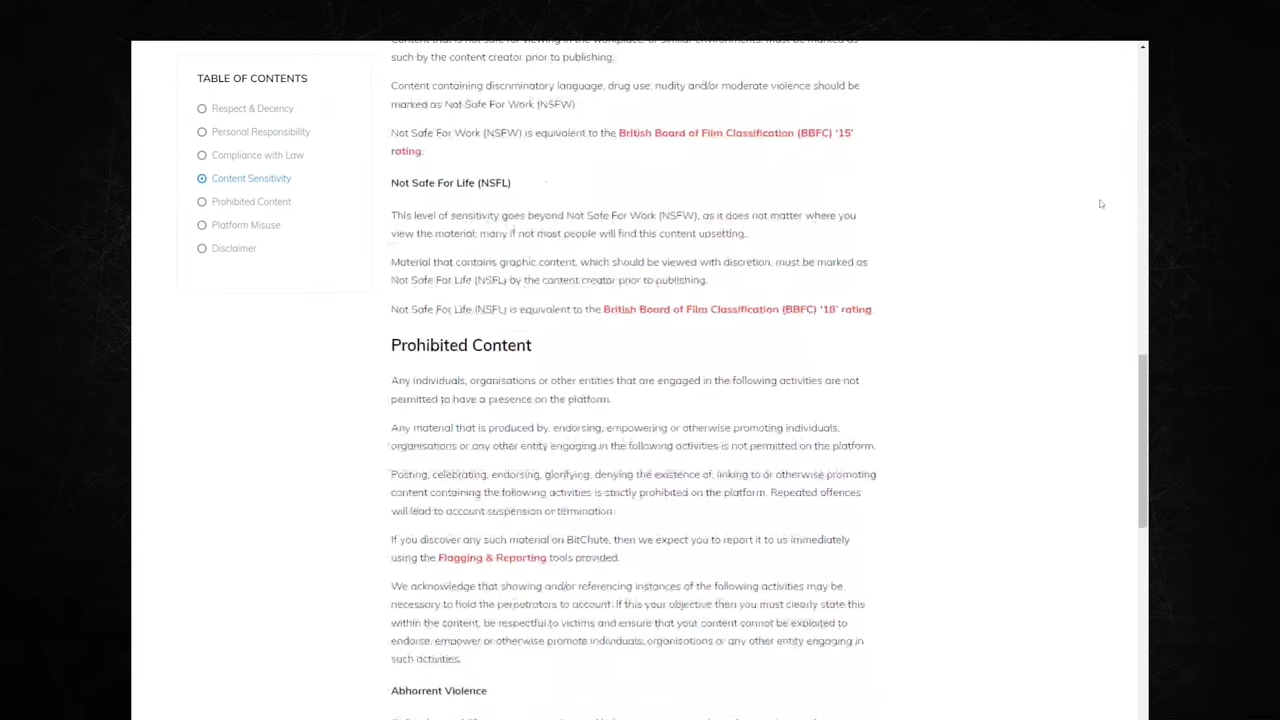 TABLE OF CONTENTS
Respect & Decency
Personal Responsibility
Compliance with Law
Content Sensitivity
Prohibited Content
Platform Misuse
Disclaimer
Content that is not safe for viewing in the workplace, or similar environments, must be marked as
such by the content creator prior to publishing.
Content containing discriminatory language, drug use, nudity and/or moderate violence should be
marked as Not Safe For Work (NSFW)
Not Safe For Work (NSFW) is equivalent to the British Board of Film Classification (BBFC) '15'
rating.
Not Safe For Life (NSFL)
This level of sensitivity goes beyond Not Safe For Work (NSFW), as it does not matter where you
view the material; many if not most people will find this content upsetting.
Material that contains graphic content, which should be viewed with discretion, must be marked as
Not Safe For Life (NSFL) by the content creator prior to publishing.
Not Safe For Life (NSFL) is equivalent to the British Board of Film Classification (BBFC) '18' rating.
Prohibited Content
Any individuals, organisations or other entities that are engaged in the following activities are not
permitted to have a presence on the platform.
Any material that is produced by, endorsing, empowering or otherwise promoting individuals,
organisations or any other entity engaging in the following activities is not permitted on the platform.
Posting, celebrating, endorsing, glorifying, denying the existence of, linking to or otherwise promoting
content containing the following activities is strictly prohibited on the platform. Repeated offences
will lead to account suspension or termination.
If you discover any such material on BitChute, then we expect you to report it to us immediately
using the Flagging & Reporting tools provided.
We acknowledge that showing and/or referencing instances of the following activities may be
necessary to hold the perpetrators to account. If this your objective then you must clearly state this
within the content, be respectful to victims and ensure that your content cannot be exploited to
endorse, empower or otherwise promote individuals, organisations or any other entity engaging in
such activities.
Abhorrent Violence